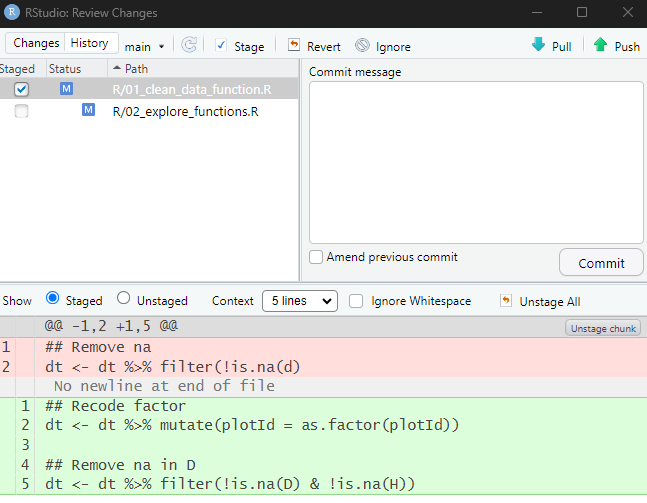 R RStudio: Review Changes
Changes History main Stage Revert Ignore Pull Push
Staged Status Path
M R/01_clean_data_function.R
M R/02_explore_functions.R
Commit message
Amend previous commit
Commit
Show Staged Unstaged Context 5 lines Ignore Whitespace Unstage All
@@ -1,2 +1,5 @@ Unstage chunk
1 ## Remove na
2 dt <- dt %>% filter(!is.na(d)
No newline at end of file
1 ## Recode factor
2 dt <- dt %>% mutate(plotId = as.factor(plotId))
3
4 ## Remove na in D
5 dt <- dt %>% filter(!is.na(D) & !is.na(H))